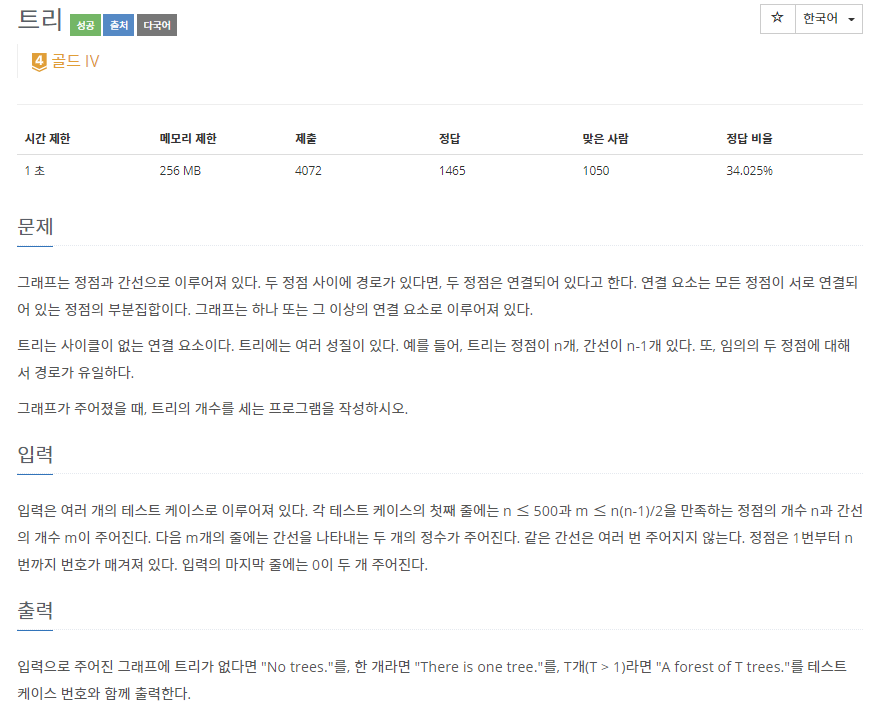 트리 성공 출처 다국어
☆ 한국어
4 골드 IV
시간 제한 메모리 제한 제출 정답 맞은 사람 정답 비율
1 초 256 MB 4072 1465 1050 34.025%
문제
그래프는 정점과 간선으로 이루어져 있다. 두 정점 사이에 경로가 있다면, 두 정점은 연결되어 있다고 한다. 연결 요소는 모든 정점이 서로 연결되
어 있는 정점의 부분집합이다. 그래프는 하나 또는 그 이상의 연결 요소로 이루어져 있다.
트리는 사이클이 없는 연결 요소이다. 트리에는 여러 성질이 있다. 예를 들어, 트리는 정점이 n개, 간선이 n-1개 있다. 또, 임의의 두 정점에 대해
서 경로가 유일하다.
그래프가 주어졌을 때, 트리의 개수를 세는 프로그램을 작성하시오.
입력
입력은 여러 개의 테스트 케이스로 이루어져 있다. 각 테스트 케이스의 첫째 줄에는 n ≤ 500과 m ≤ n(n-1)/2을 만족하는 정점의 개수 n과 간선
의 개수 m이 주어진다. 다음 m개의 줄에는 간선을 나타내는 두 개의 정수가 주어진다. 같은 간선은 여러 번 주어지지 않는다. 정점은 1번부터 n
번까지 번호가 매겨져 있다. 입력의 마지막 줄에는 0이 두 개 주어진다.
출력
입력으로 주어진 그래프에 트리가 없다면 "No trees."를, 한 개라면 "There is one tree."를, T개(T > 1)라면 "A forest of T trees."를 테스트
케이스 번호와 함께 출력한다.